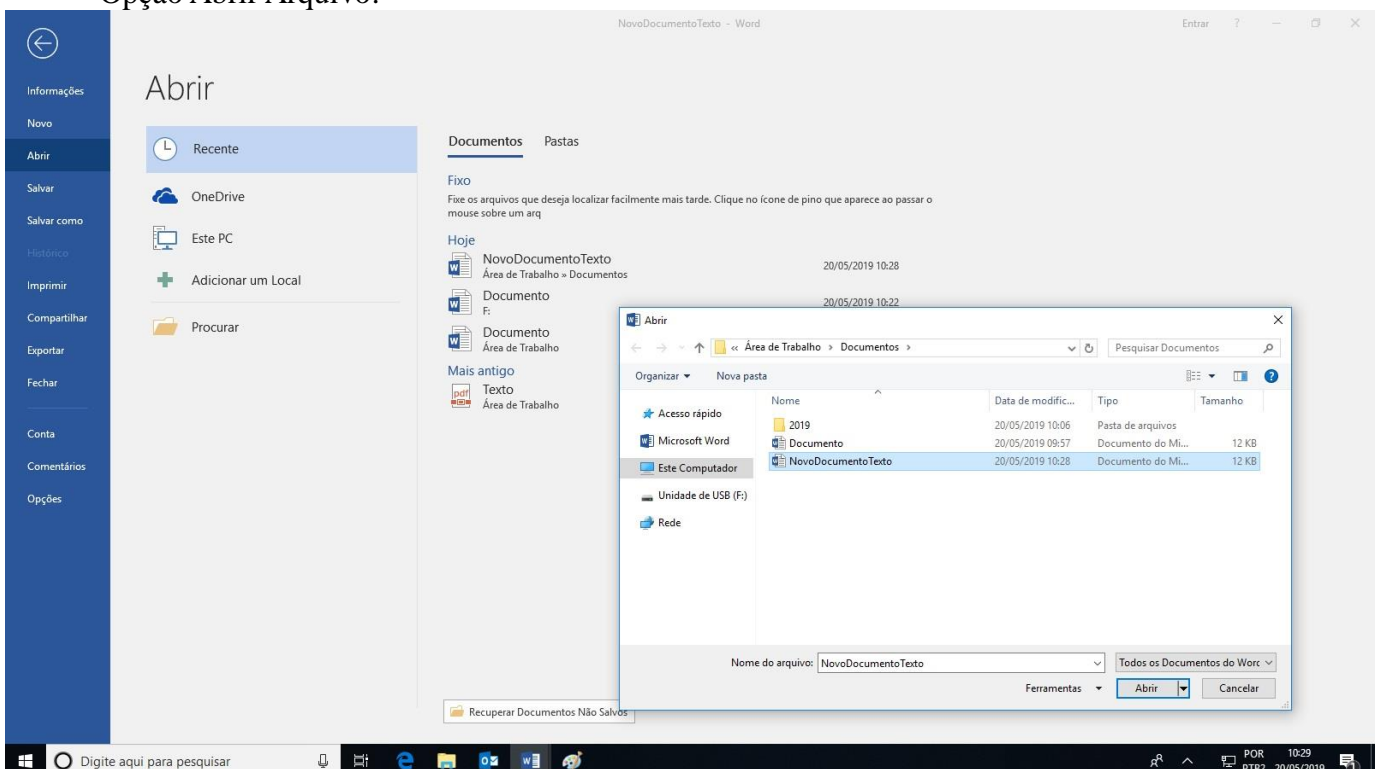 Opção Abrir Arquivo:
NovoDocumentoTexto - Word
Entrar ?
Informações
Novo
Abrir
Salvar
Salvar como
Histórico
Imprimir
Compartilhar
Exportar
Fechar
Conta
Comentários
Opções
Abrir
Recente
OneDrive
Este PC
Adicionar um Local
Procurar
Documentos Pastas
Fixo
Fixe os arquivos que deseja localizar facilmente mais tarde. Clique no ícone de pino que aparece ao passar o
mouse sobre um arq
Hoje
NovoDocumentoTexto 20/05/2019 10:28
Área de Trabalho » Documentos
Documento 20/05/2019 10:22
F:
Documento
Área de Trabalho
Mais antigo
pdf Texto
Área de Trabalho
Recuperar Documentos Não Salvos
Abrir
« Área de Trabalho › Documentos ›
Pesquisar Documentos
Organizar Nova pasta
Acesso rápido
Microsoft Word
Este Computador
Unidade de USB (F:)
Rede
Nome Data de modific... Tipo Tamanho
2019 20/05/2019 10:06 Pasta de arquivos
Documento 20/05/2019 09:57 Documento do Mi... 12 KB
NovoDocumentoTexto 20/05/2019 10:28 Documento do Mi... 12 KB
Nome do arquivo: NovoDocumentoTexto Todos os Documentos do Worc
Ferramentas Abrir Cancelar
Digite aqui para pesquisar
POR 10:29
PTB2 20/05/2019